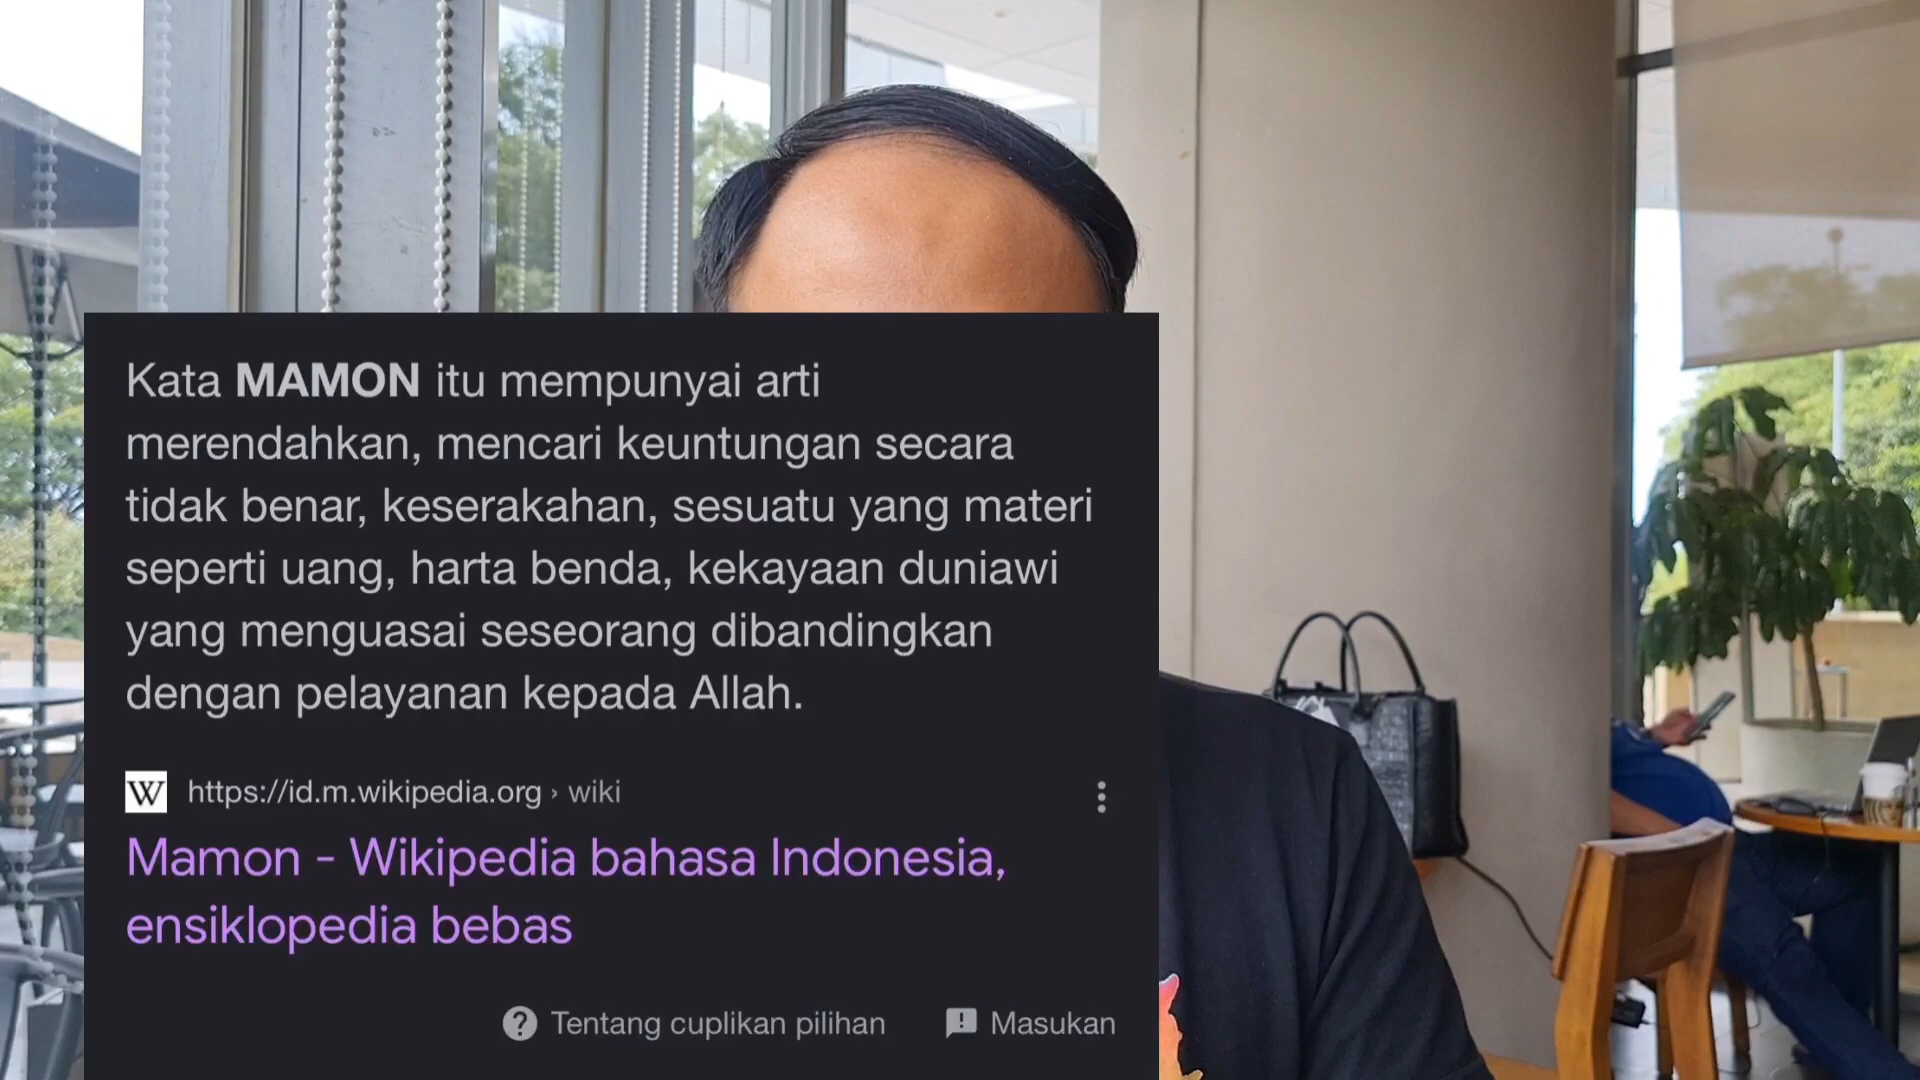 Kata MAMON itu mempunyai arti
merendahkan, mencari keuntungan secara
tidak benar, keserakahan, sesuatu yang materi
seperti uang, harta benda, kekayaan duniawi
yang menguasai seseorang dibandingkan
dengan pelayanan kepada Allah.
W https://id.m.wikipedia.org › wiki
Mamon - Wikipedia bahasa Indonesia,
ensiklopedia bebas
Tentang cuplikan pilihan
Masukan